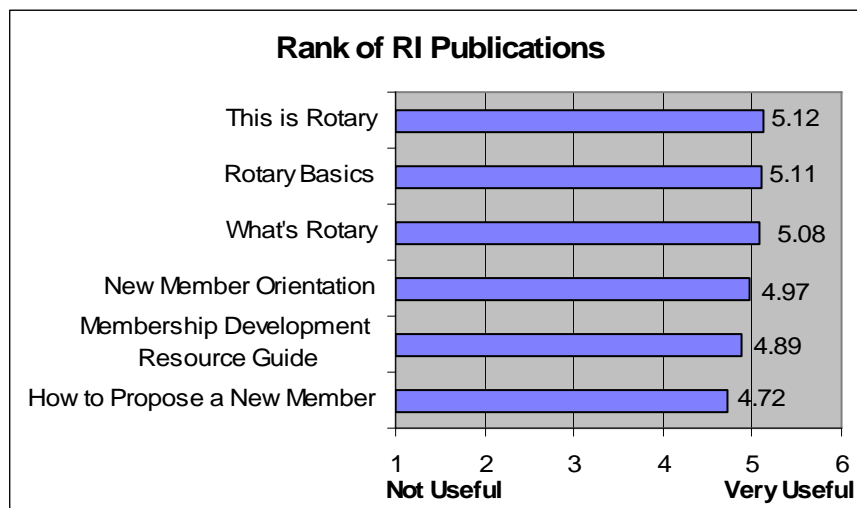 Rank of RI Publications
This is Rotary
5.12
Rotary Basics
5.11
What's Rotary
5.08
New Member Orientation
4.97
Membership Development
Resource Guide
4.89
How to Propose a New Member
4.72
1 2 3 4 5 6
Not Useful Very Useful